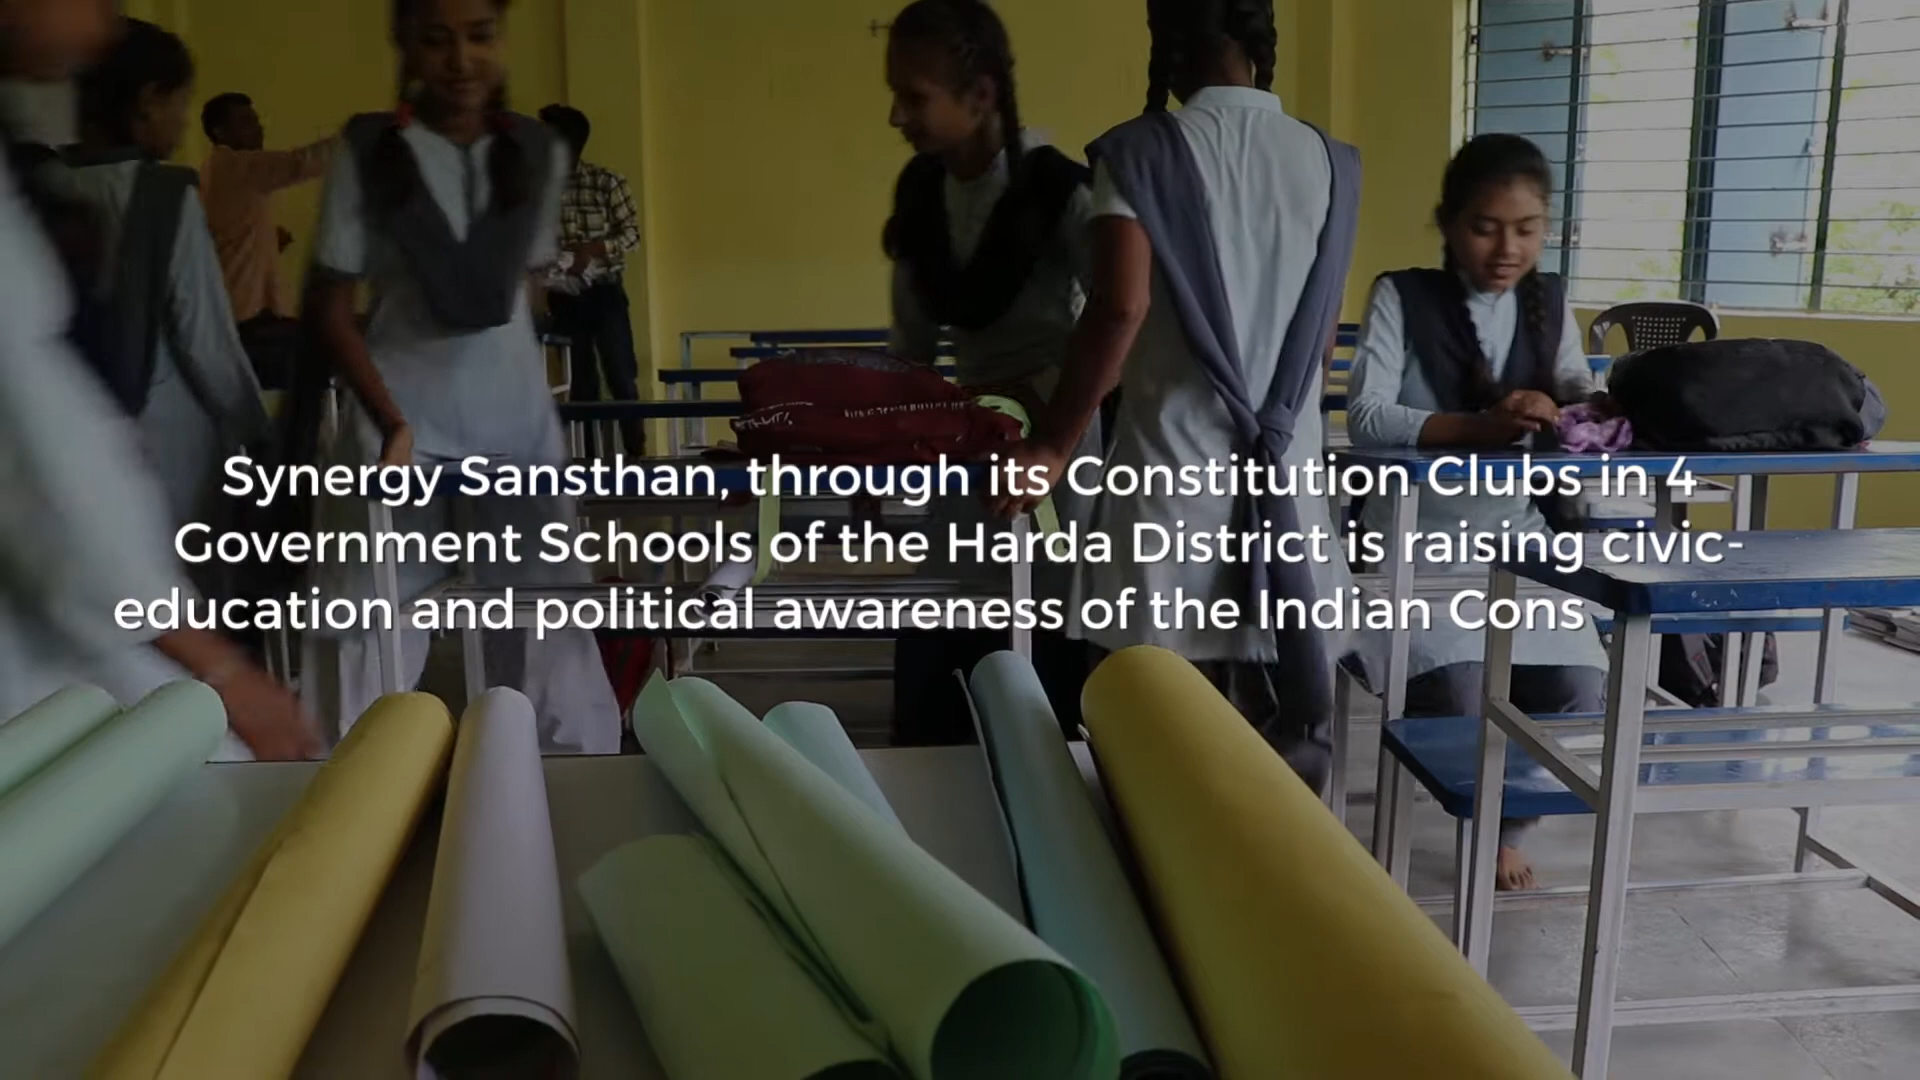 Synergy Sansthan, through its Constitution Clubs in 4
Government Schools of the Harda District is raising civic-
education and political awareness of the Indian Cons